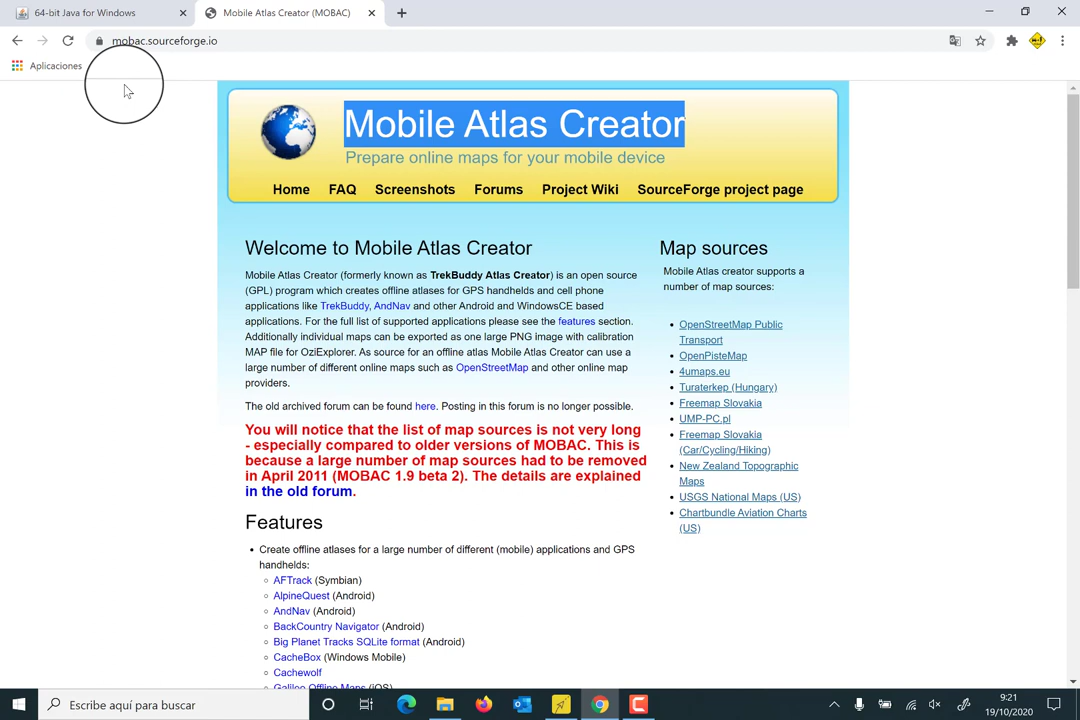 64-bit Java for Windows
Mobile Atlas Creator (MOBAC)
mobac.sourceforge.io
Aplicaciones
Mobile Atlas Creator
Prepare online maps for your mobile device
Home FAQ Screenshots Forums Project Wiki SourceForge project page
Welcome to Mobile Atlas Creator
Mobile Atlas Creator (formerly known as TrekBuddy Atlas Creator) is an open source
(GPL) program which creates offline atlases for GPS handhelds and cell phone
applications like TrekBuddy, AndNav and other Android and WindowsCE based
applications. For the full list of supported applications please see the features section.
Additionally individual maps can be exported as one large PNG image with calibration
MAP file for OziExplorer. As source for an offline atlas Mobile Atlas Creator can use a
large number of different online maps such as OpenStreetMap and other online map
providers.
The old archived forum can be found here. Posting in this forum is no longer possible.
You will notice that the list of map sources is not very long
- especially compared to older versions of MOBAC. This is
because a large number of map sources had to be removed
in April 2011 (MOBAC 1.9 beta 2). The details are explained
in the old forum.
Features
• Create offline atlases for a large number of different (mobile) applications and GPS
handhelds:
AFTrack (Symbian)
AlpineQuest (Android)
AndNav (Android)
BackCountry Navigator (Android)
Big Planet Tracks SQLite format (Android)
CacheBox (Windows Mobile)
Cachewolf
Galileo Offline Maps (iOS)
Map sources
Mobile Atlas creator supports a
number of map sources:
• OpenStreetMap Public
Transport
• OpenPisteMap
• 4umaps.eu
• Turaterkep (Hungary)
• Freemap Slovakia
• UMP-PC.pl
• Freemap Slovakia
(Car/Cycling/Hiking)
• New Zealand Topographic
Maps
• USGS National Maps (US)
• Chartbundle Aviation Charts
(US)
Escribe aquí para buscar
9:21
19/10/2020